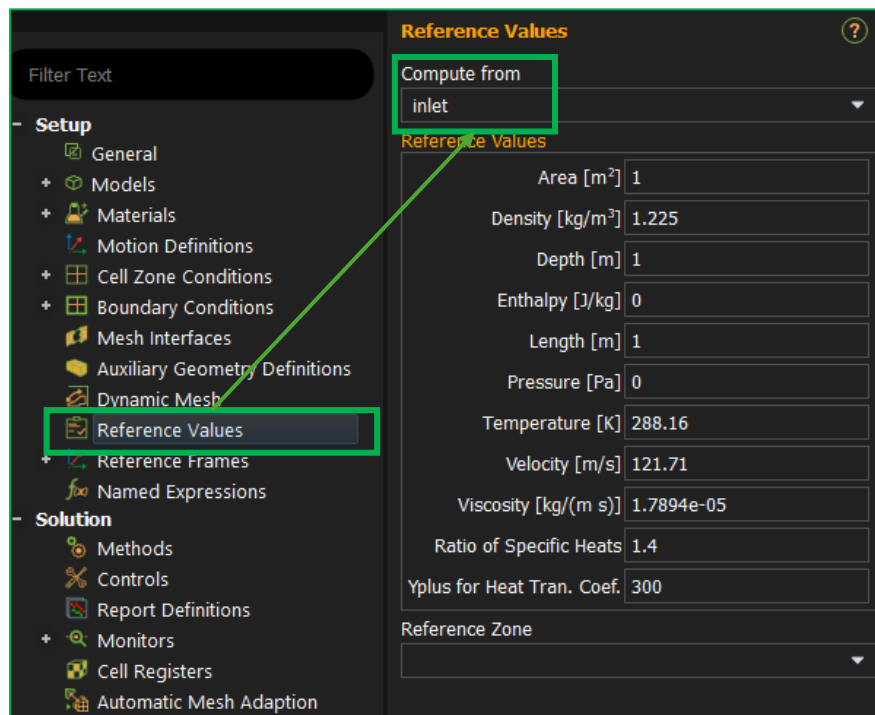 Filter Text
Setup
General
Models
Materials
Motion Definitions
Cell Zone Conditions
Boundary Conditions
Mesh Interfaces
Auxiliary Geometry Definitions
Dynamic Mesh
Reference Values
Reference Frames
f(x) Named Expressions
Solution
Methods
Controls
Report Definitions
Monitors
Cell Registers
Automatic Mesh Adaption
Reference Values ?
Compute from
inlet
Reference Values
Area [m²] 1
Density [kg/m³] 1.225
Depth [m] 1
Enthalpy [J/kg] 0
Length [m] 1
Pressure [Pa] 0
Temperature [K] 288.16
Velocity [m/s] 121.71
Viscosity [kg/(m s)] 1.7894e-05
Ratio of Specific Heats 1.4
Yplus for Heat Tran. Coef. 300
Reference Zone